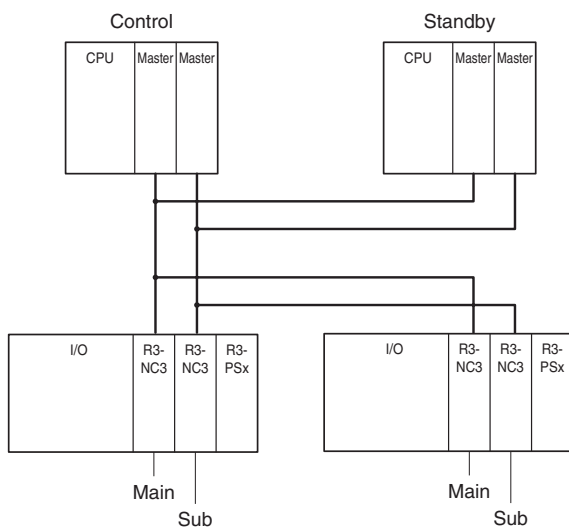 Control
Standby
CPU
Master
Master
CPU
Master
Master
I/O
R3-
NC3
R3-
NC3
R3-
PSx
I/O
R3-
NC3
R3-
NC3
R3-
PSx
Main
Sub
Main
Sub